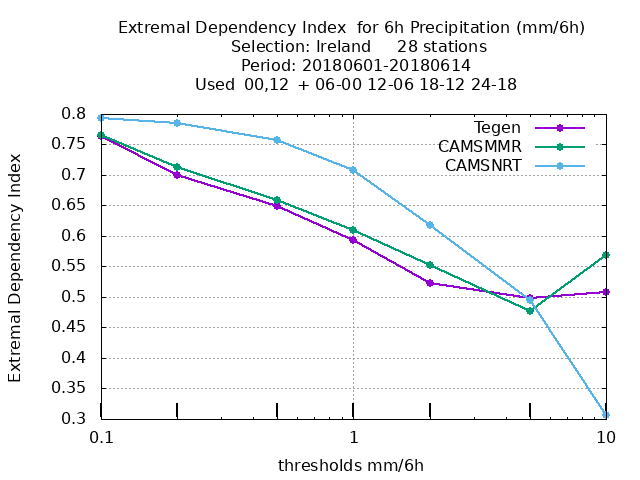 Extremal Dependency Index  for 6h Precipitation (mm/6h)
Selection: Ireland     28 stations
Period: 20180601-20180614
Used  00,12  + 06-00 12-06 18-12 24-18
Extremal Dependency Index
0.8
0.75
0.7
0.65
0.6
0.55
0.5
0.45
0.4
0.35
0.3
Tegen
CAMSMMR
CAMSNRT
0.1
1
10
thresholds mm/6h